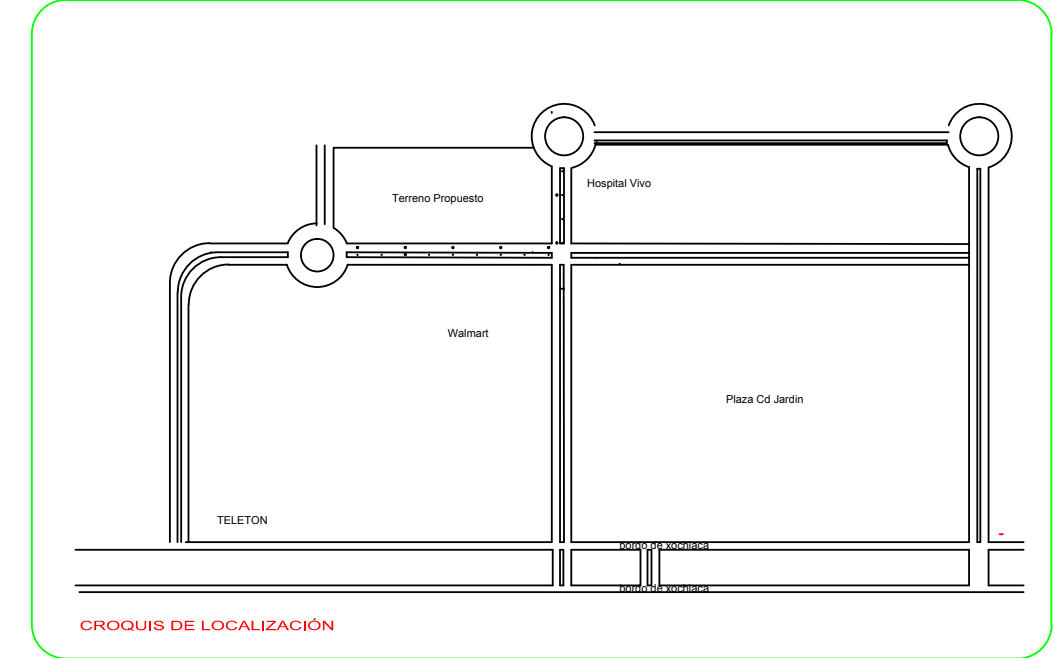 Hospital Vivo
Terreno Propuesto
Walmart
Plaza Cd Jardin
TELETON
bordo de xochiaca
bordo de xochiaca
CROQUIS DE LOCALIZACIÓN